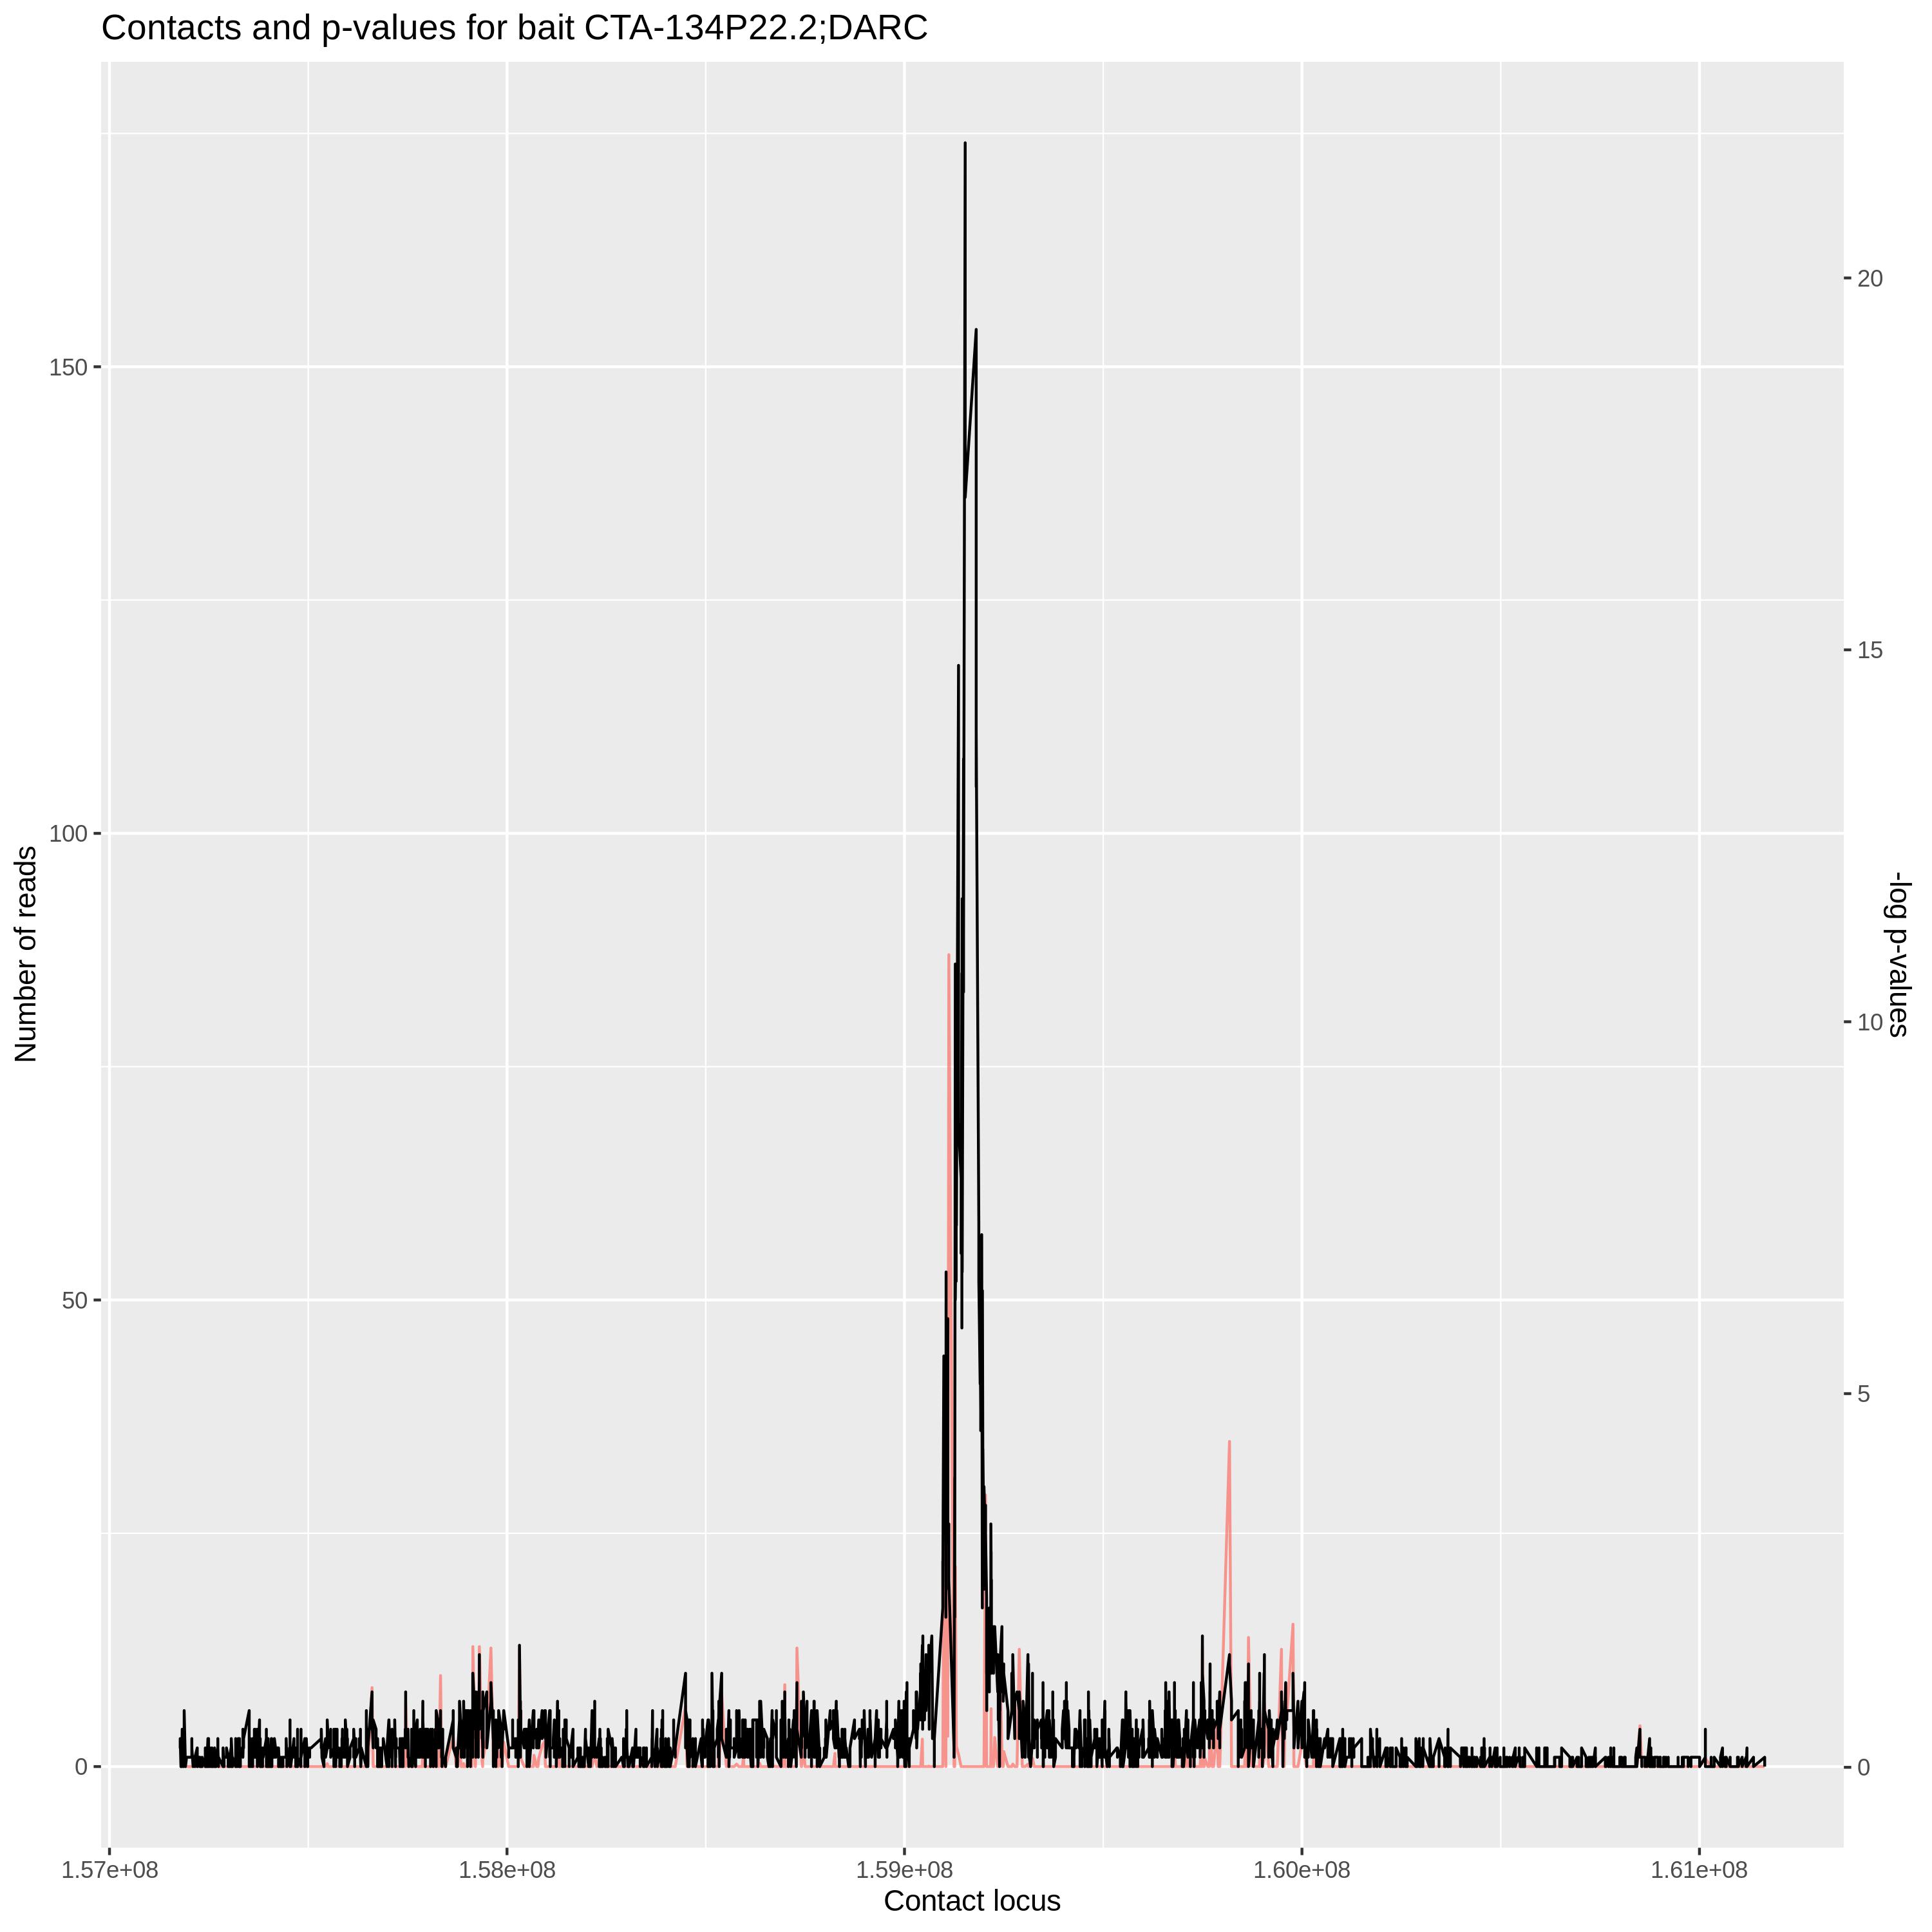 Contacts and p-values for bait CTA-134P22.2;DARC
Number of reads
150
100
50
0
20
15
10
5
0
-log p-values
1.57e+08
1.58e+08
1.59e+08
1.60e+08
1.61e+08
Contact locus